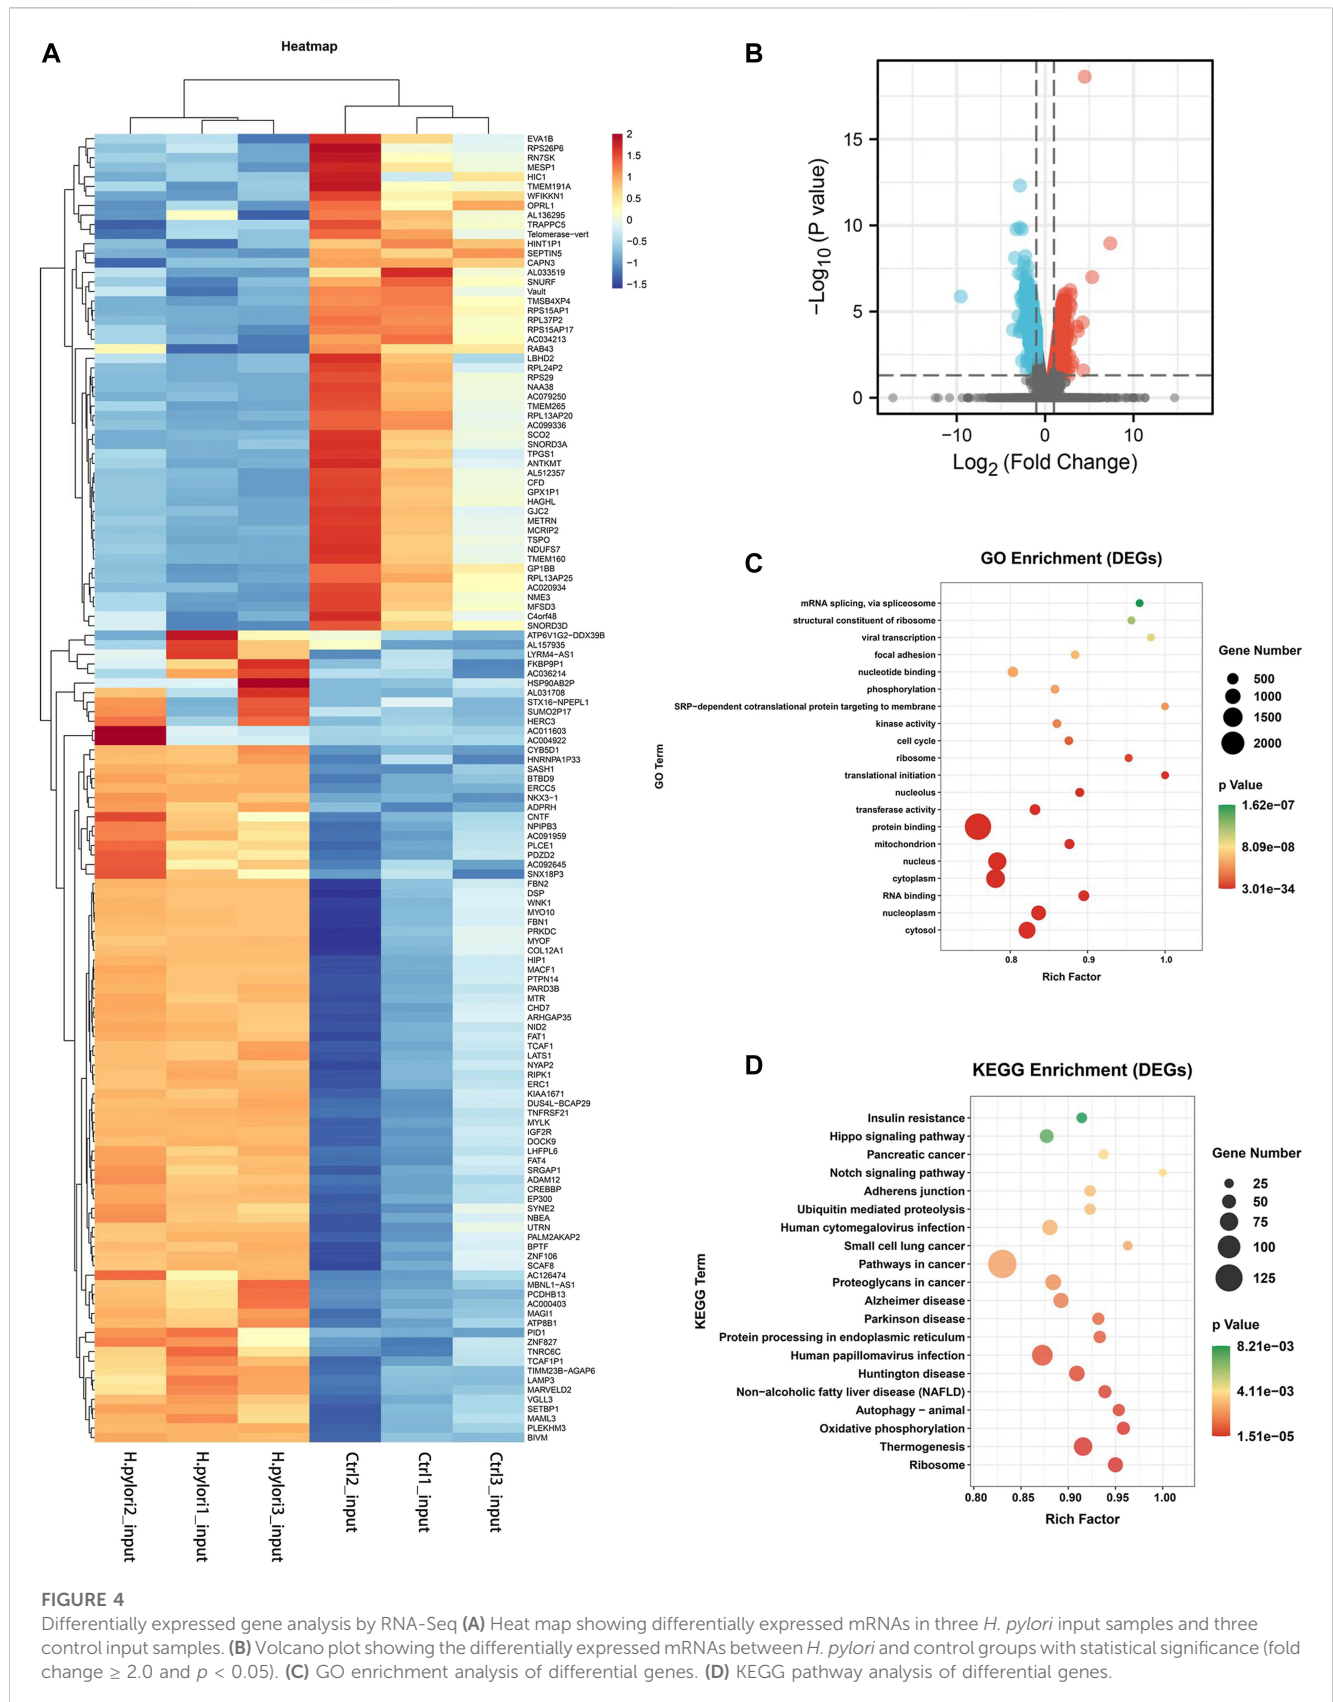 A
Heatmap
EVA1B
RPS26P6
RN7SK
MESP1
HIC1
TMEM191A
WFIKKN1
OPRL1
AL136295
TRAPPC5
Telomerase-vert
HINT1P1
SEPTIN5
CAPN3
AL033519
SNURF
Vault
TMSB4XP4
RPS15AP1
RPL37P2
RPS15AP17
AC034213
RAB43
LBHD2
RPL24P2
RPS29
NAA38
AC079250
TMEM265
RPL13AP20
AC099336
SCO2
SNORD3A
TPGS1
ANTKMT
AL512357
CFD
GPX1P1
HAGHL
GJC2
METRN
MCRIP2
TSPO
NDUFS7
TMEM160
GP1BB
RPL13AP25
AC020934
NME3
MFSD3
C4orf48
SNORD3D
ATP6V1G2−DDX39B
AL157935
LYRM4−AS1
FKBP9P1
AC036214
HSP90AB2P
AL031708
STX16−NPEPL1
SUMO2P17
HERC3
AC011603
AC004922
CYB5D1
HNRNPA1P33
SASH1
BTBD9
ERCC5
NKX3−1
ADPRH
CNTF
NPIPB3
AC091959
PLCE1
PDZD2
AC092645
SNX18P3
FBN2
DSP
WNK1
MYO10
FBN1
PRKDC
MYOF
COL12A1
HIP1
MACF1
PTPN14
PARD3B
MTR
CHD7
ARHGAP35
NID2
FAT1
TCAF1
LATS1
NYAP2
RIPK1
ERC1
KIAA1671
DUS4L−BCAP29
TNFRSF21
MYLK
IGF2R
DOCK9
LHFPL6
FAT4
SRGAP1
ADAM12
CREBBP
EP300
SYNE2
NBEA
UTRN
PALM2AKAP2
BPTF
ZNF106
SCAF8
AC126474
MBNL1−AS1
PCDHB13
AC000403
MAGI1
ATP8B1
PID1
ZNF827
TNRC6C
TCAF1P1
TIMM23B−AGAP6
LAMP3
MARVELD2
VGLL3
SETBP1
MAML3
PLEKHM3
BIVM
2
1.5
1
0.5
0
−0.5
−1
−1.5
H.pylori2_input
H.pylori1_input
H.pylori3_input
Ctrl2_input
Ctrl1_input
Ctrl3_input
B
−Log10 (P value)
15
10
5
0
−10
0
10
Log2 (Fold Change)
C
GO Enrichment (DEGs)
GO Term
mRNA splicing, via spliceosome
structural constituent of ribosome
viral transcription
focal adhesion
nucleotide binding
phosphorylation
SRP-dependent cotranslational protein targeting to membrane
kinase activity
cell cycle
ribosome
translational initiation
nucleolus
transferase activity
protein binding
mitochondrion
nucleus
cytoplasm
RNA binding
nucleoplasm
cytosol
0.8
0.9
1.0
Rich Factor
Gene Number
500
1000
1500
2000
p Value
1.62e-07
8.09e-08
3.01e-34
D
KEGG Enrichment (DEGs)
KEGG Term
Insulin resistance
Hippo signaling pathway
Pancreatic cancer
Notch signaling pathway
Adherens junction
Ubiquitin mediated proteolysis
Human cytomegalovirus infection
Small cell lung cancer
Pathways in cancer
Proteoglycans in cancer
Alzheimer disease
Parkinson disease
Protein processing in endoplasmic reticulum
Human papillomavirus infection
Huntington disease
Non-alcoholic fatty liver disease (NAFLD)
Autophagy − animal
Oxidative phosphorylation
Thermogenesis
Ribosome
0.80
0.85
0.90
0.95
1.00
Rich Factor
Gene Number
25
50
75
100
125
p Value
8.21e-03
4.11e-03
1.51e-05
FIGURE 4
Differentially expressed gene analysis by RNA-Seq (A) Heat map showing differentially expressed mRNAs in three H. pylori input samples and three
control input samples. (B) Volcano plot showing the differentially expressed mRNAs between H. pylori and control groups with statistical significance (fold
change ≥ 2.0 and p < 0.05). (C) GO enrichment analysis of differential genes. (D) KEGG pathway analysis of differential genes.